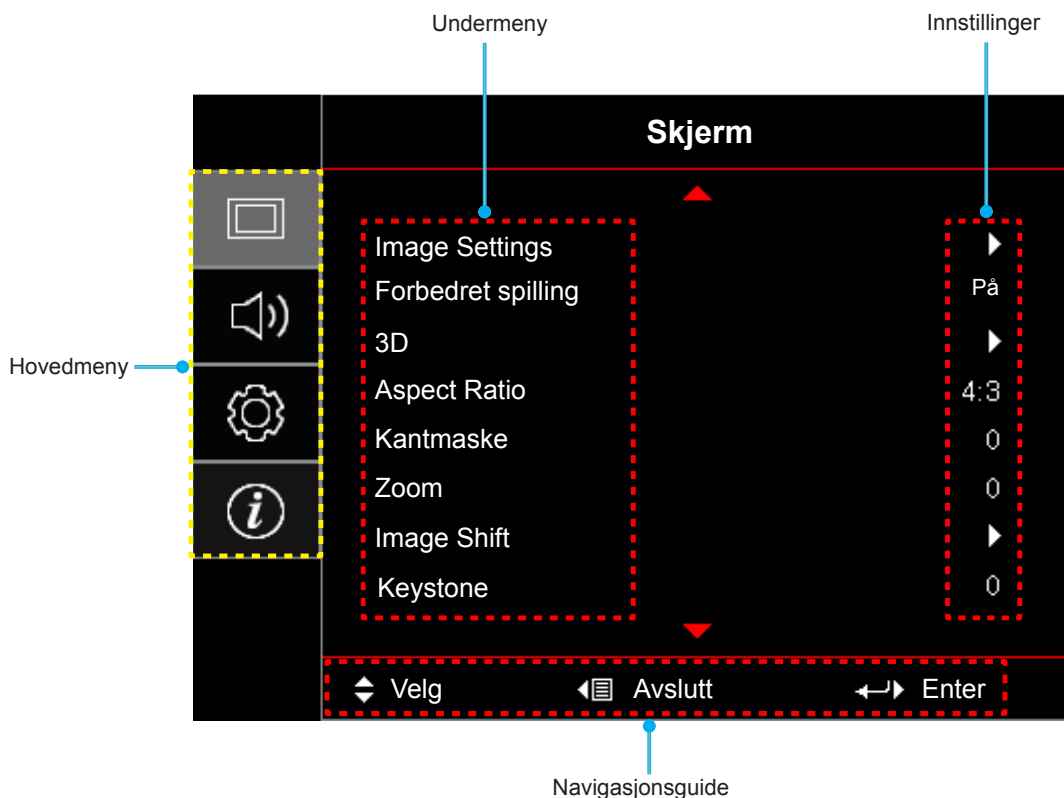 Undermeny Innstillinger
Skjerm
Image Settings
Forbedret spilling På
3D
Aspect Ratio 4:3
Hovedmeny
Kantmaske 0
Zoom 0
Image Shift
Keystone 0
Velg Avslutt Enter
Navigasjonsguide